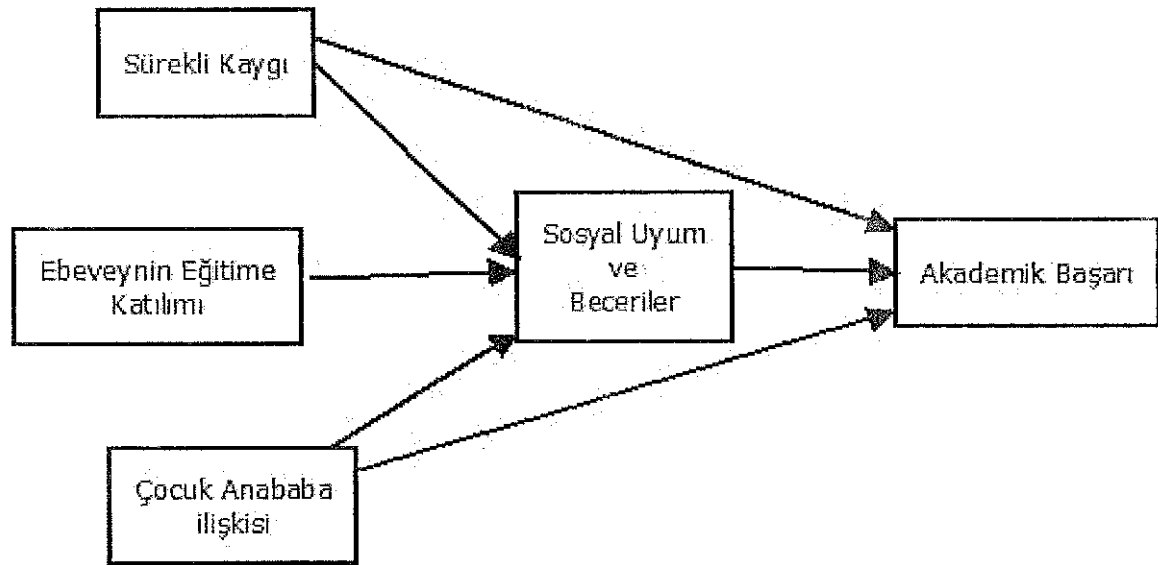 Sürekli Kaygı
Ebeveynin Eğitime
Katılımı
Sosyal Uyum
ve
Beceriler
Akademik Başarı
Çocuk Anababa
ilişkisi